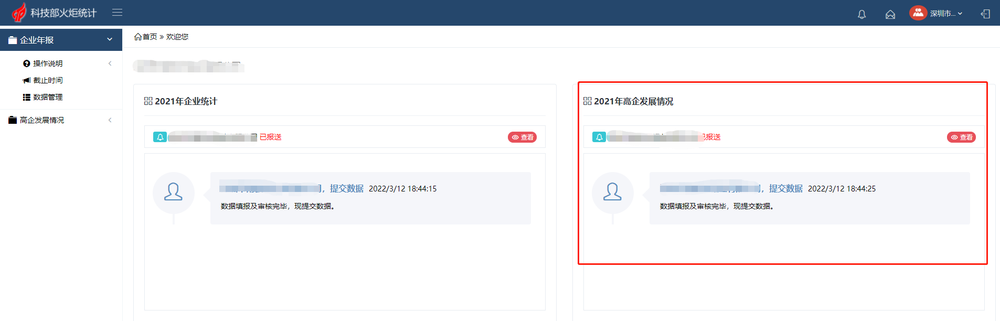 科技部火炬统计
深圳市...
企业年报
操作说明
截止时间
数据管理
高企发展情况
首页 » 欢迎您
2021年企业统计
已报送
查看
，提交数据 2022/3/12 18:44:15
数据填报及审核完毕，现提交数据。
2021年高企发展情况
报送
查看
，提交数据 2022/3/12 18:44:25
数据填报及审核完毕，现提交数据。